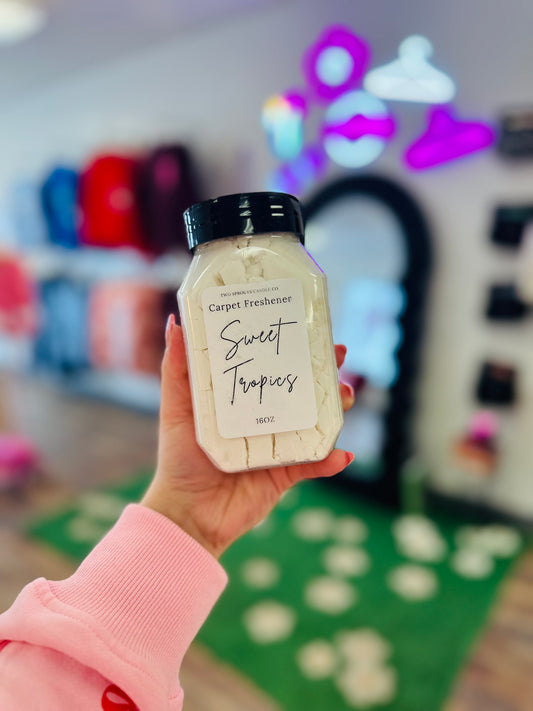 TWO SPROUTS CANDLE CO
Carpet Freshener
Sweet
Tropics
16OZ